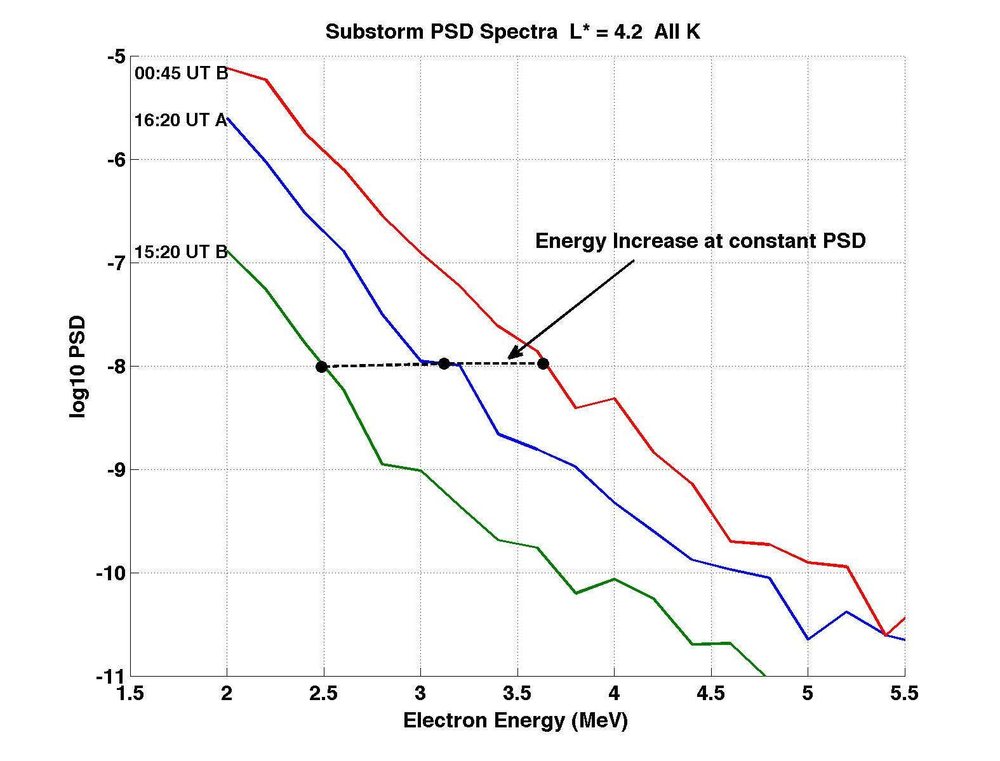 Substorm PSD Spectra L* = 4.2 All K
-5
00:45 UT B
16:20 UT A
-6
Energy Increase at constant PSD
15:20 UT B
-7
log10 PSD
-8
-9
-10
-11
1.5 2 2.5 3 3.5 4 4.5 5 5.5
Electron Energy (MeV)